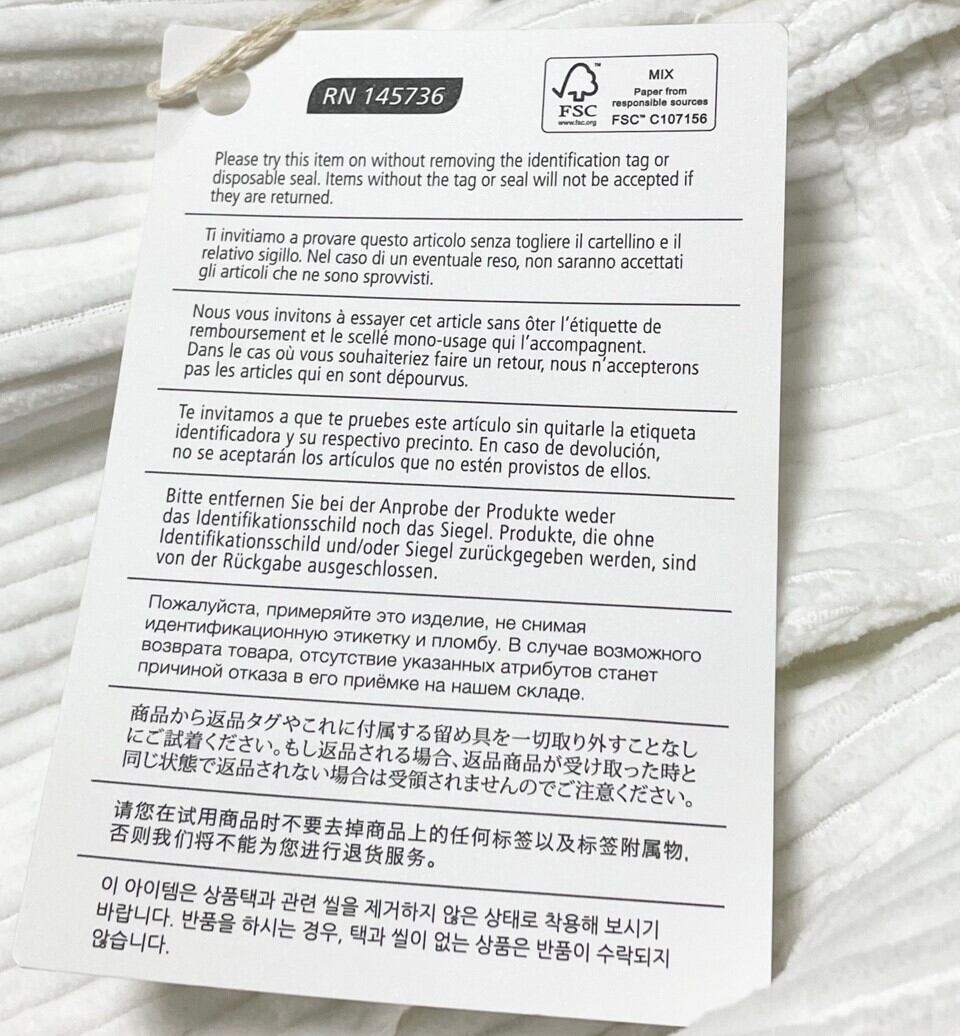 RN 145736
FSC
www.fsc.org
MIX
Paper from
responsible sources
FSC™ C107156
Please try this item on without removing the identification tag or
disposable seal. Items without the tag or seal will not be accepted if
they are returned.
Ti invitiamo a provare questo articolo senza togliere il cartellino e il
relativo sigillo. Nel caso di un eventuale reso, non saranno accettati
gli articoli che ne sono sprovvisti.
Nous vous invitons à essayer cet article sans ôter l'étiquette de
remboursement et le scellé mono-usage qui l'accompagnent.
Dans le cas où vous souhaiteriez faire un retour, nous n'accepterons
pas les articles qui en sont dépourvus.
Te invitamos a que te pruebes este artículo sin quitarle la etiqueta
identificadora y su respectivo precinto. En caso de devolución,
no se aceptarán los artículos que no estén provistos de ellos.
Bitte entfernen Sie bei der Anprobe der Produkte weder
das Identifikationsschild noch das Siegel. Produkte, die ohne
Identifikationsschild und/oder Siegel zurückgegeben werden, sind
von der Rückgabe ausgeschlossen.
Пожалуйста, примеряйте это изделие, не снимая
идентификационную этикетку и пломбу. В случае возможного
возврата товара, отсутствие указанных атрибутов станет
причиной отказа в его приёмке на нашем складе.
商品から返品タグやこれに付属する留め具を一切取り外すことなし
にご試着ください。もし返品される場合、返品商品が受け取った時と
同じ状態で返品されない場合は受領されませんのでご注意ください。
请您在试用商品时不要去掉商品上的任何标签以及标签附属物,
否则我们将不能为您进行退货服务。
이 아이템은 상품택과 관련 씰을 제거하지 않은 상태로 착용해 보시기
바랍니다. 반품을 하시는 경우, 택과 씰이 없는 상품은 반품이 수락되지
않습니다.